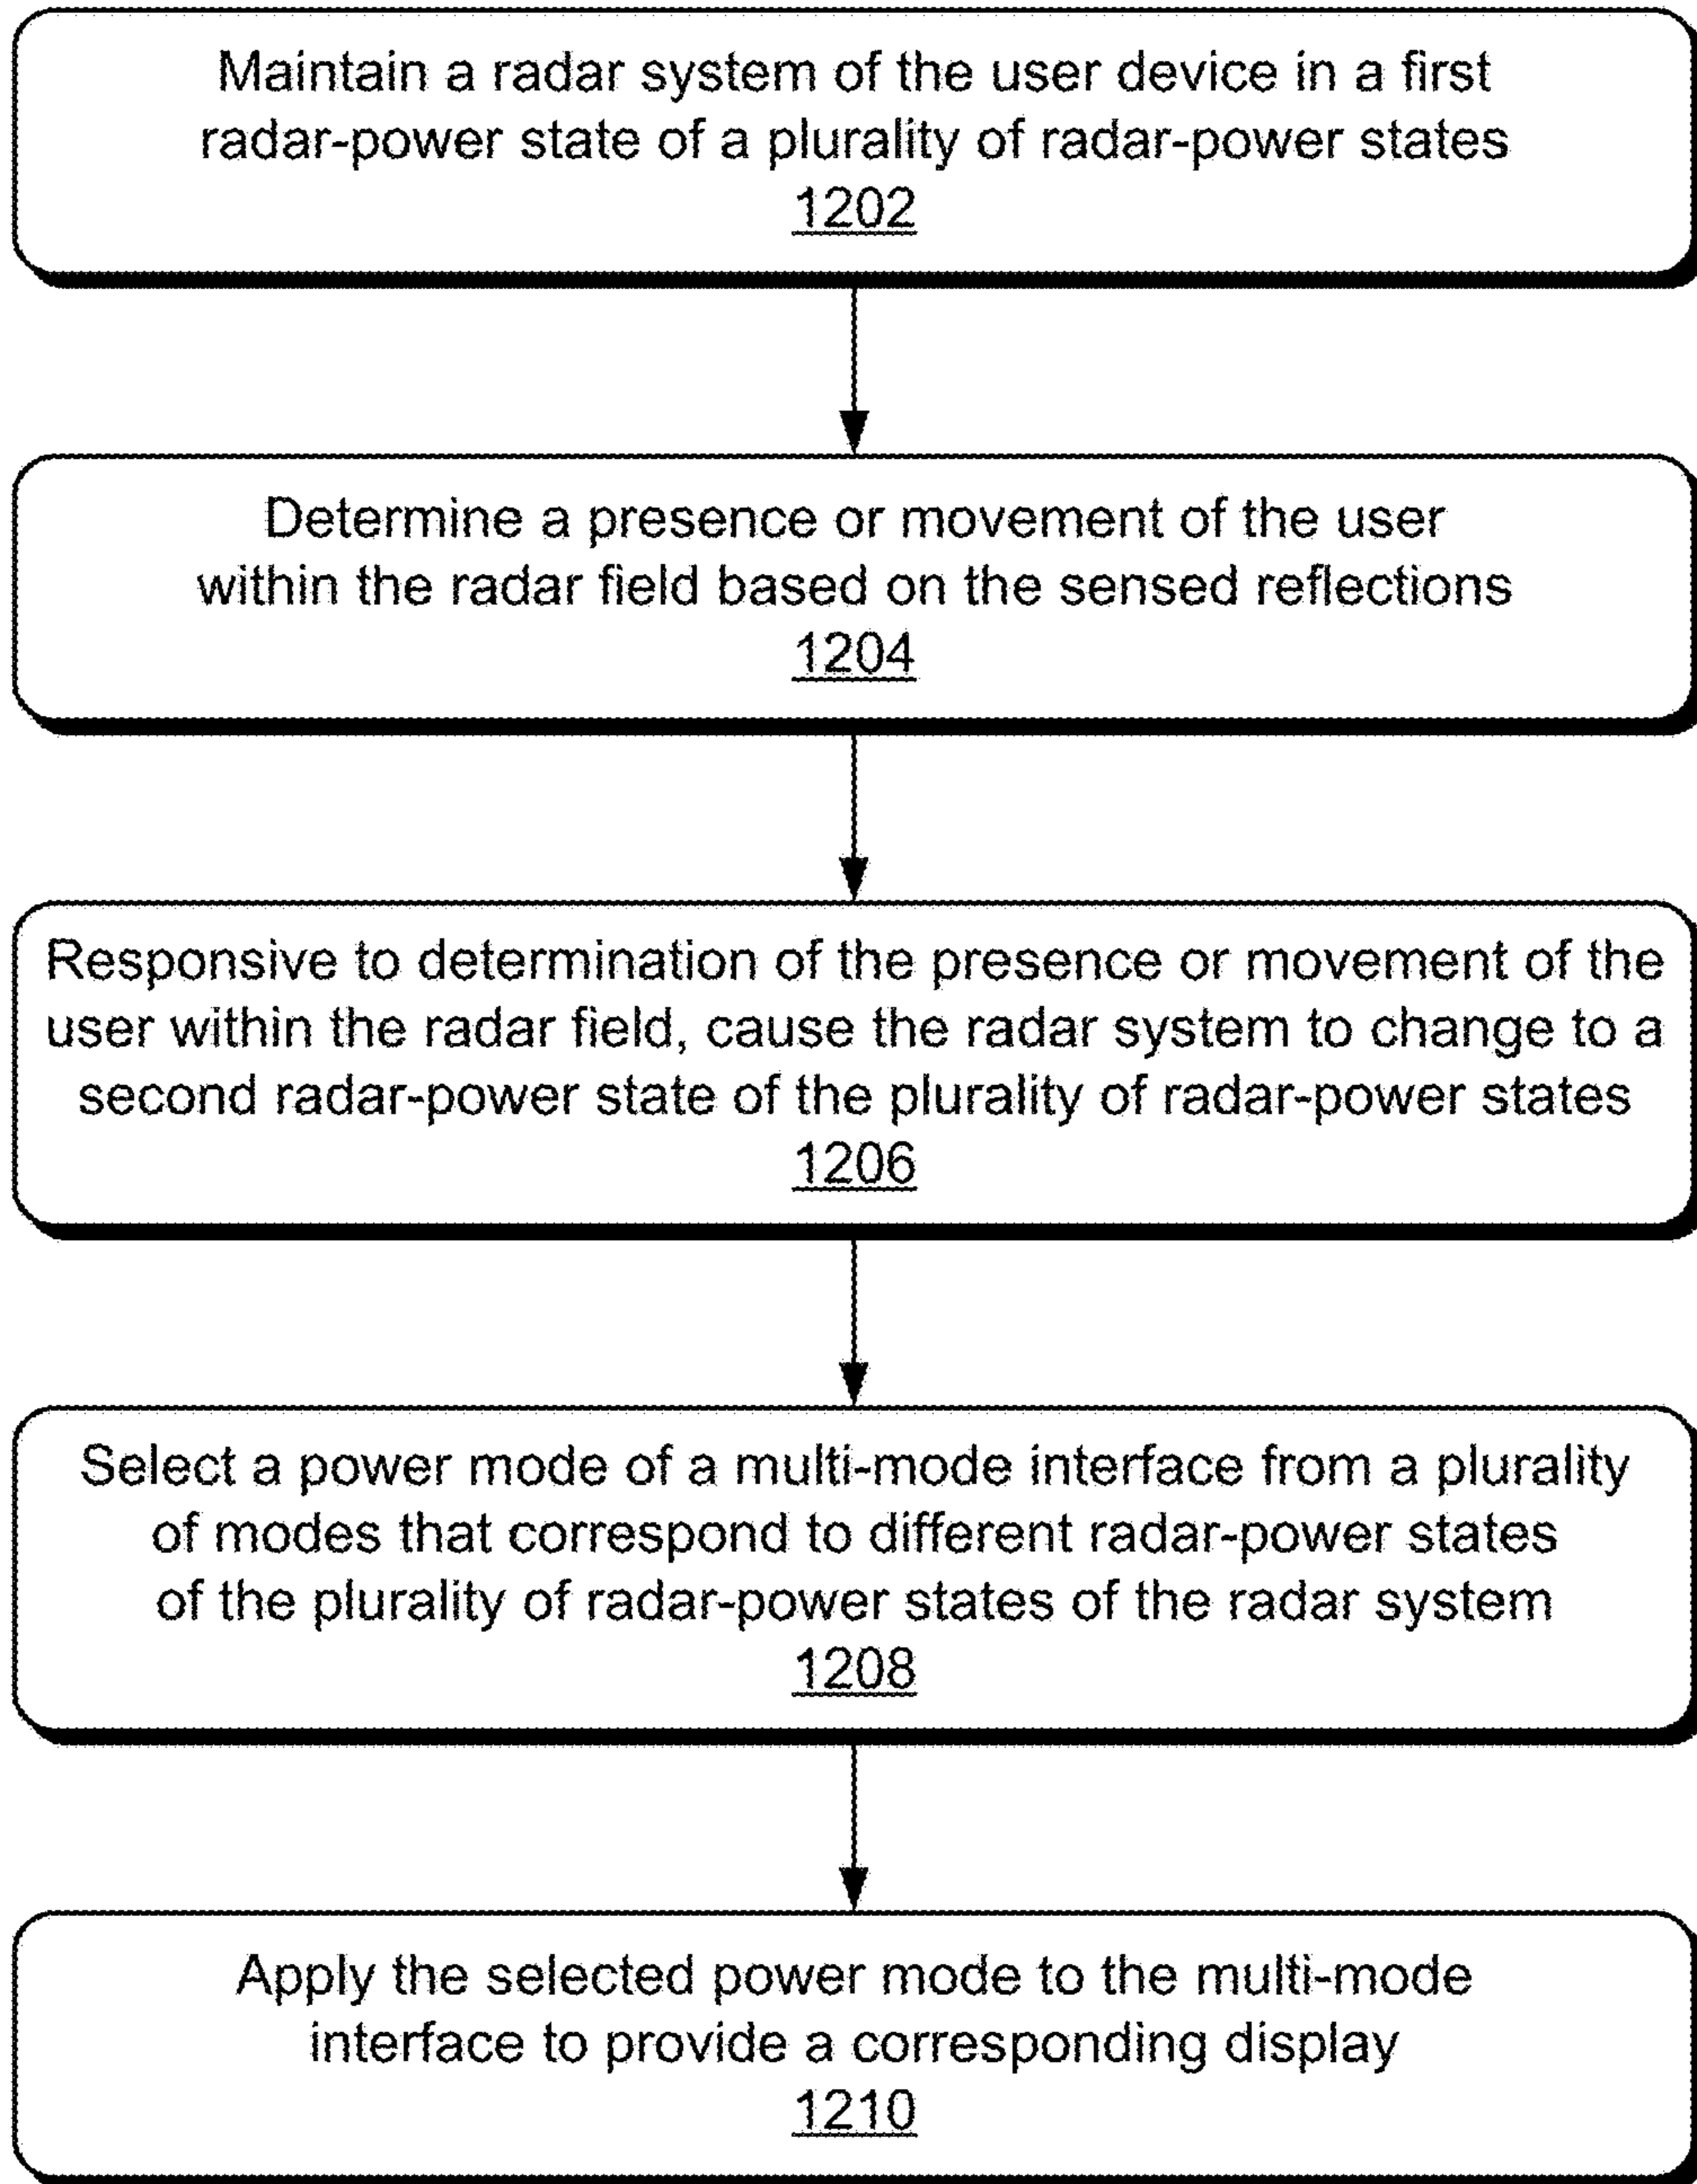 Maintain a radar system of the user device in a first
radar-power state of a plurality of radar-power states
1202
Determine a presence or movement of the user
within the radar field based on the sensed reflections
1204
Responsive to determination of the presence or movement of the
user within the radar field, cause the radar system to change to a
second radar-power state of the plurality of radar-power states
1206
Select a power mode of a multi-mode interface from a plurality
of modes that correspond to different radar-power states
of the plurality of radar-power states of the radar system
1208
Apply the selected power mode to the multi-mode
interface to provide a corresponding display
1210